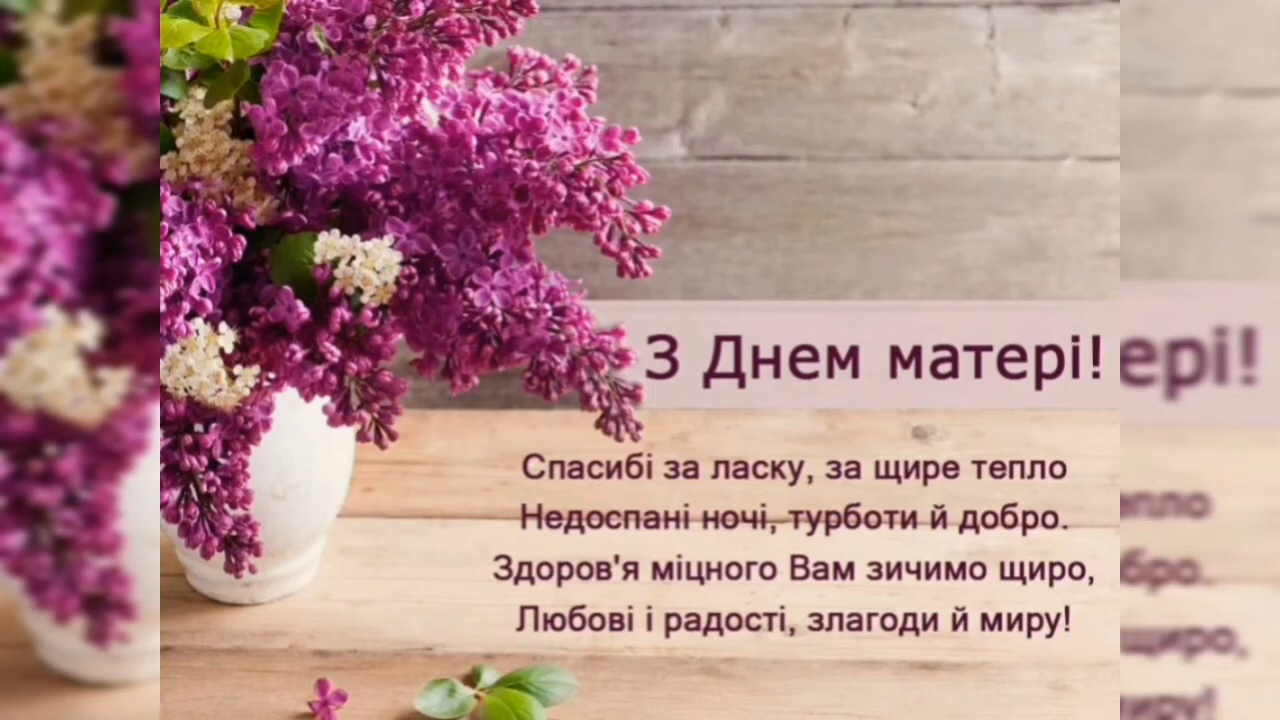 З Днем матері!
Спасибі за ласку, за щире тепло
Недоспані ночі, турботи й добро.
Здоров'я міцного Вам зичимо щиро,
Любові і радості, злагоди й миру!